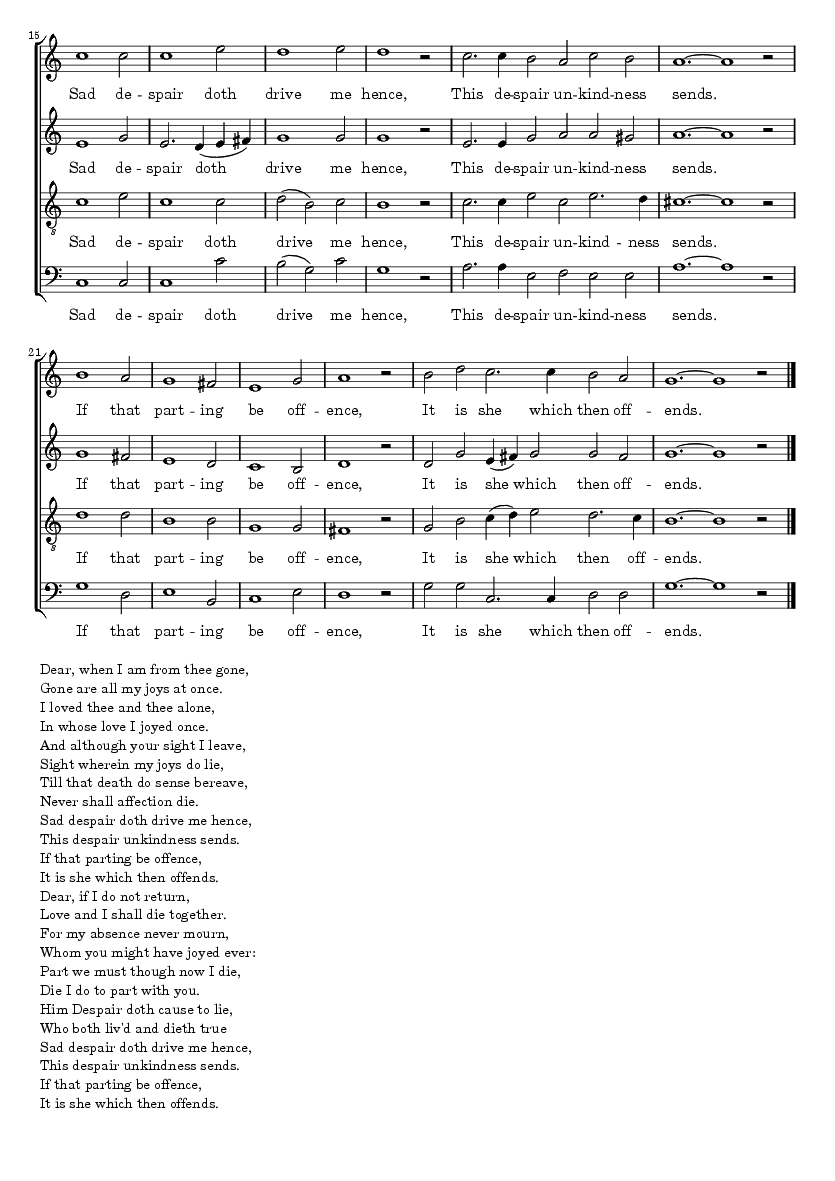 15
Sad de - spair doth drive me hence, This de-spair un-kind-ness sends.
Sad de - spair doth drive me hence, This de-spair un-kind-ness sends.
8
Sad de - spair doth drive me hence, This de-spair un-kind - ness sends.
Sad de - spair doth drive me hence, This de-spair un-kind-ness sends.
21
If that part - ing be off - ence, It is she which then off - ends.
If that part - ing be off - ence, It is she which then off - ends.
8
If that part - ing be off - ence, It is she which then off - ends.
If that part - ing be off - ence, It is she which then off - ends.
Dear, when I am from thee gone,
Gone are all my joys at once.
I loved thee and thee alone,
In whose love I joyed once.
And although your sight I leave,
Sight wherein my joys do lie,
Till that death do sense bereave,
Never shall affection die.
Sad despair doth drive me hence,
This despair unkindness sends.
If that parting be offence,
It is she which then offends.
Dear, if I do not return,
Love and I shall die together.
For my absence never mourn,
Whom you might have joyed ever:
Part we must though now I die,
Die I do to part with you.
Him Despair doth cause to lie,
Who both liv'd and dieth true
Sad despair doth drive me hence,
This despair unkindness sends.
If that parting be offence,
It is she which then offends.